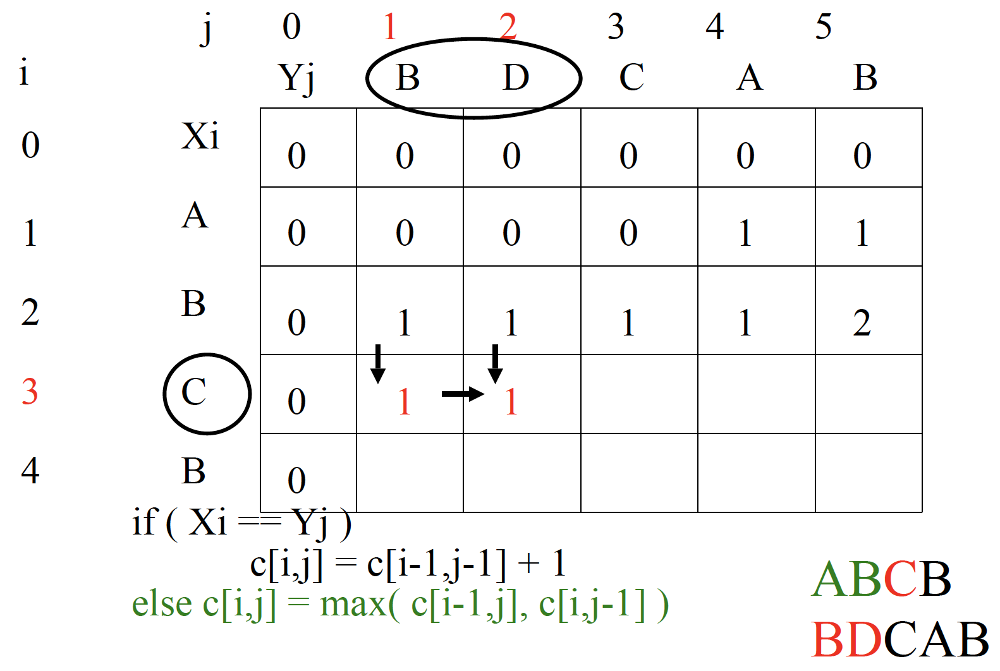 j 0 1 2 3 4 5
i Yj B D C A B
0 Xi 0 0 0 0 0 0
1 A 0 0 0 0 1 1
2 B 0 1 1 1 1 2
3 C 0 1 1
4 B 0
if ( Xi == Yj )
c[i,j] = c[i-1,j-1] + 1
else c[i,j] = max( c[i-1,j], c[i,j-1] )
ABCB
BDCAB